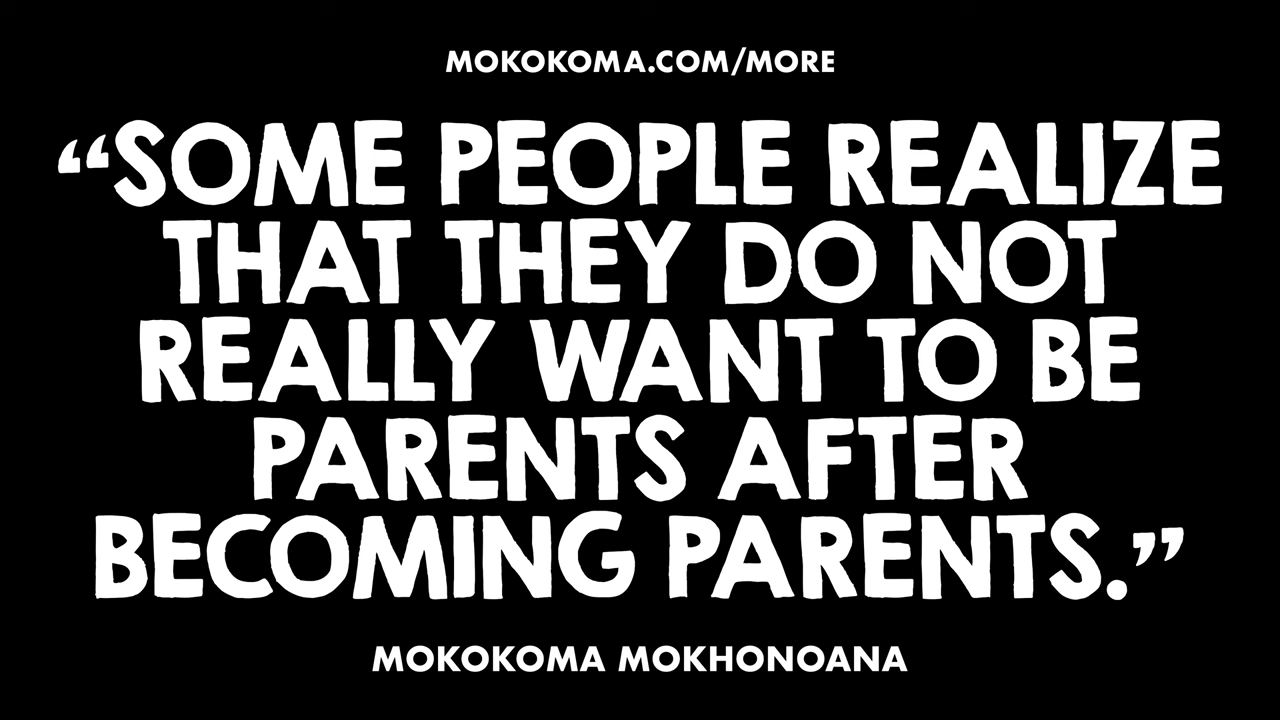 MOKOKOMA.COM/MORE
“SOME PEOPLE REALIZE
THAT THEY DO NOT
REALLY WANT TO BE
PARENTS AFTER
BECOMING PARENTS.”
MOKOKOMA MOKHONOANA